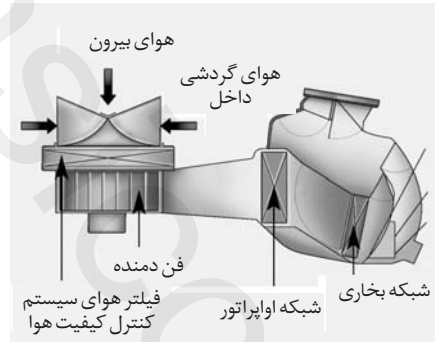 هوای بیرون
هوای گردشی
داخل
فن دمنده
فیلتر هوای سیستم
کنترل کیفیت هوا
شبکه اواپراتور
شبکه بخاری